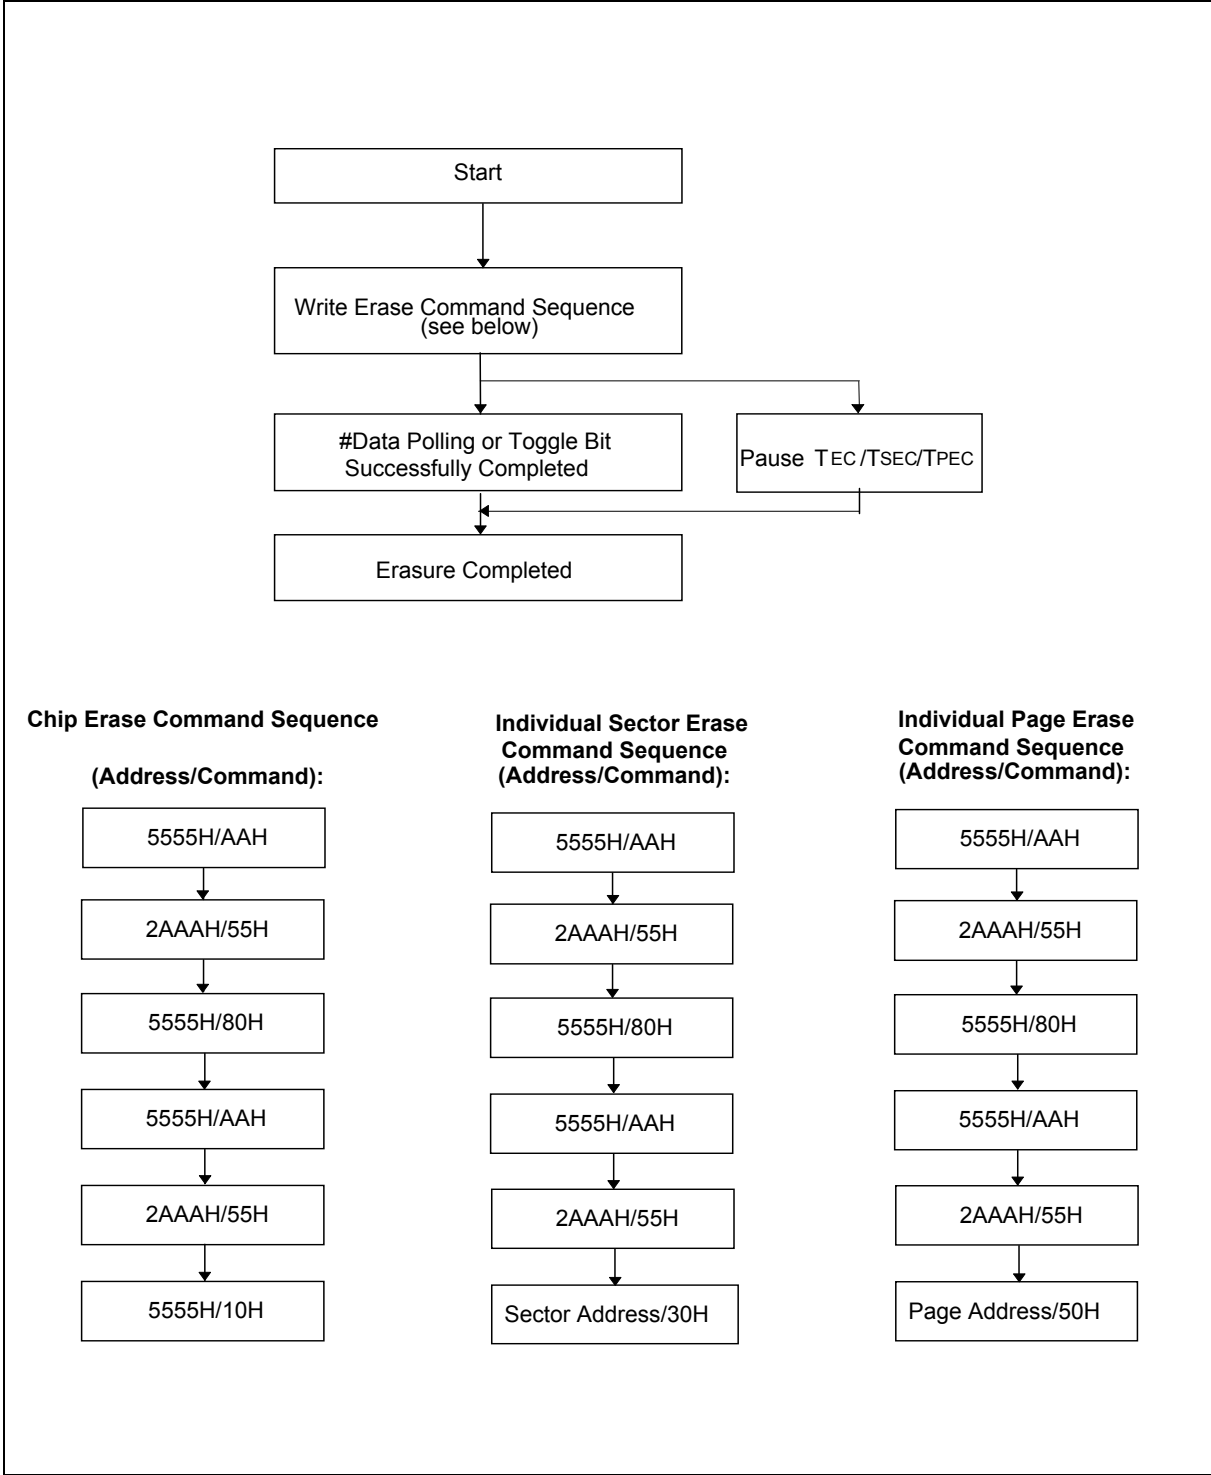 Start
Write Erase Command Sequence
(see below)
#Data Polling or Toggle Bit
Successfully Completed
Pause TEC/TSEC/TPEC
Erasure Completed
Chip Erase Command Sequence
(Address/Command):
5555H/AAH
2AAAH/55H
5555H/80H
5555H/AAH
2AAAH/55H
5555H/10H
Individual Sector Erase
Command Sequence
(Address/Command):
5555H/AAH
2AAAH/55H
5555H/80H
5555H/AAH
2AAAH/55H
Sector Address/30H
Individual Page Erase
Command Sequence
(Address/Command):
5555H/AAH
2AAAH/55H
5555H/80H
5555H/AAH
2AAAH/55H
Page Address/50H